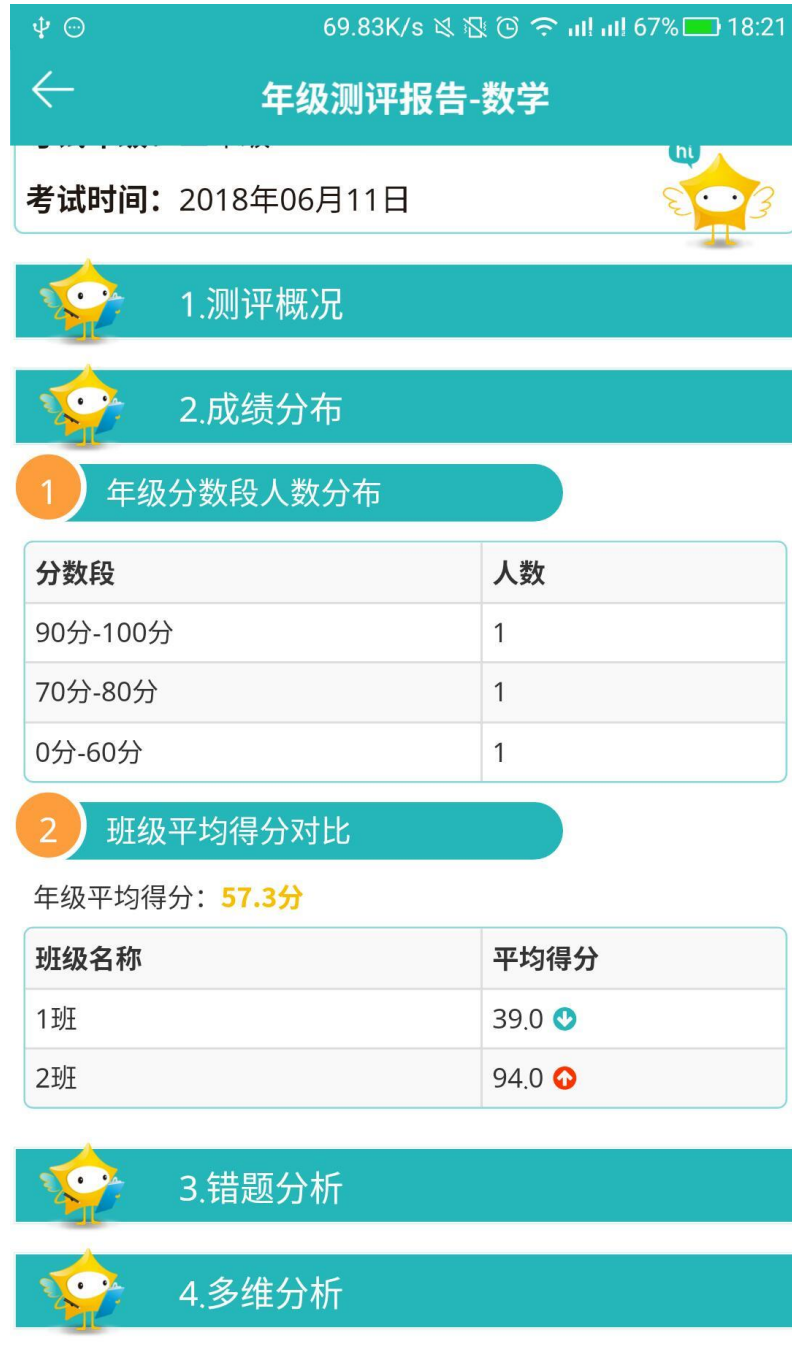 69.83K/s 67% 18:21
年级测评报告-数学
考试时间：2018年06月11日
hi
1.测评概况
2.成绩分布
1 年级分数段人数分布
分数段 人数
90分-100分 1
70分-80分 1
0分-60分 1
2 班级平均得分对比
年级平均得分：57.3分
班级名称 平均得分
1班 39.0
2班 94.0
3.错题分析
4.多维分析